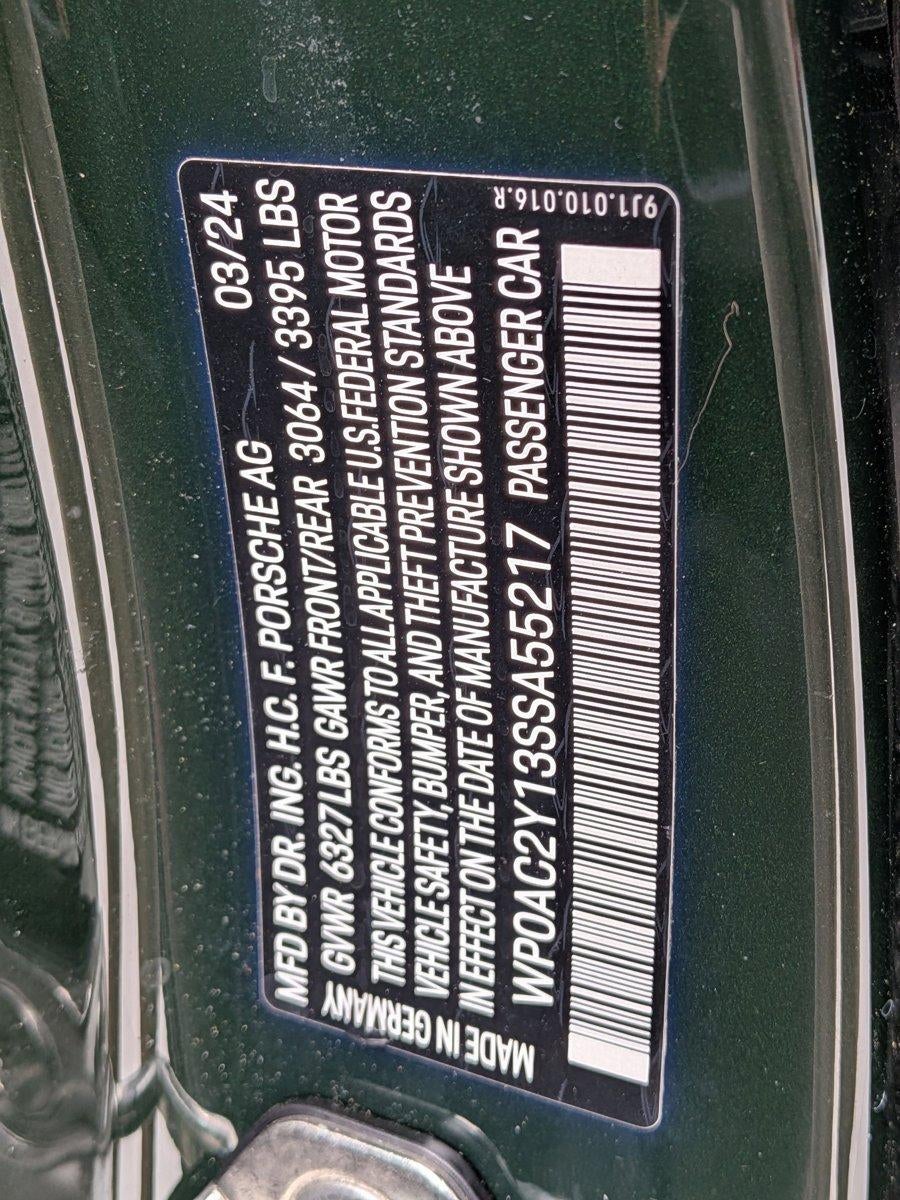 MFD BY DR. ING. H.C. F. PORSCHE AG 03/24
GVWR 6327LBS GAWR FRONT/REAR 3064 / 3395 LBS
THIS VEHICLE CONFORMS TO ALL APPLICABLE U.S. FEDERAL MOTOR
VEHICLE SAFETY, BUMPER, AND THEFT PREVENTION STANDARDS
IN EFFECT ON THE DATE OF MANUFACTURE SHOWN ABOVE
WP0AC2Y13SSA55217 PASSENGER CAR
MADE IN GERMANY
9J1.010.016.R